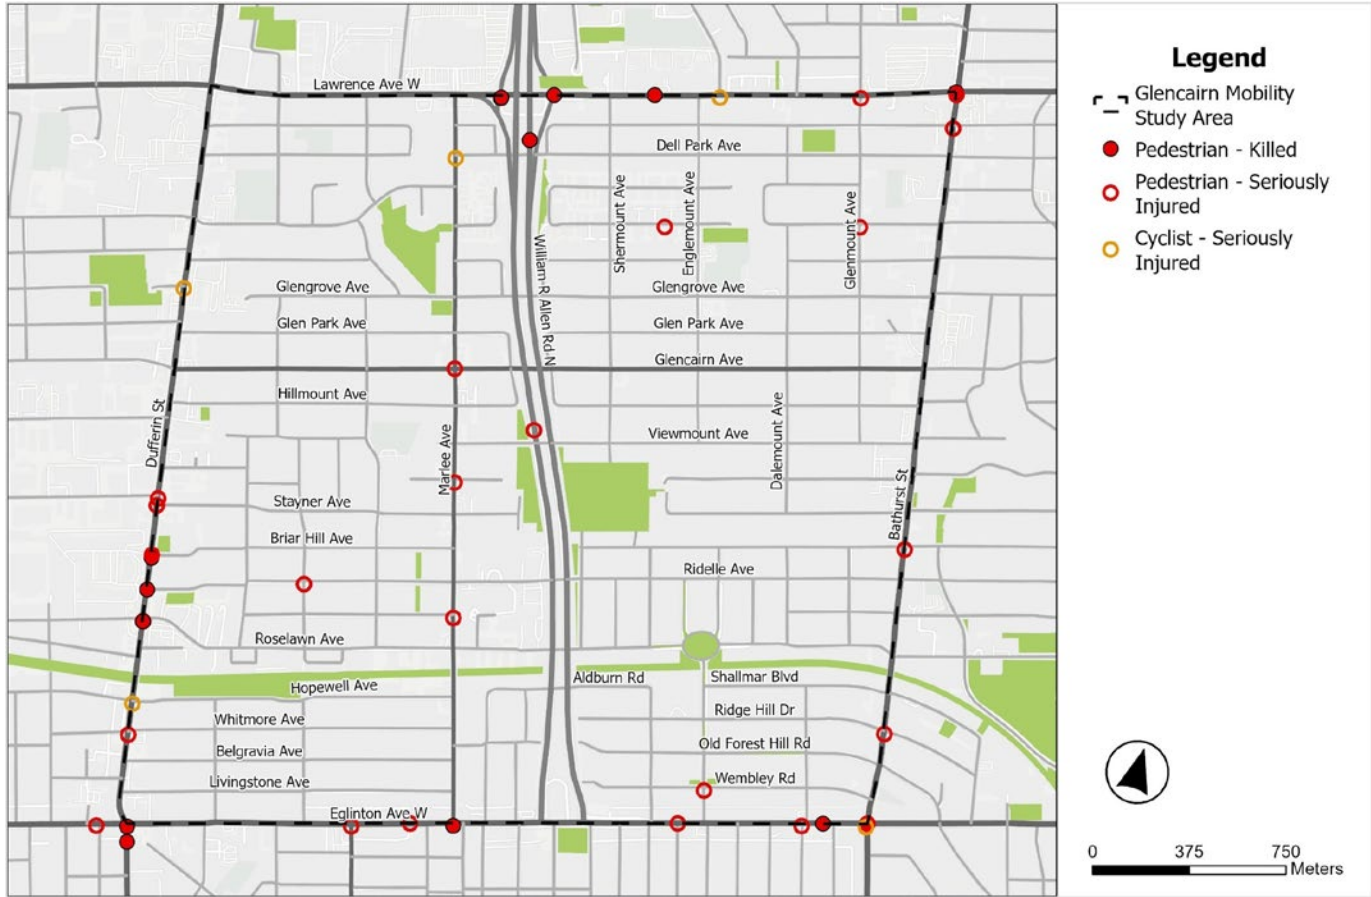 Lawrence Ave W
Dell Park Ave
Shermount Ave
Englemount Ave
Glenmount Ave
William R Allen Rd N
Glengrove Ave
Glengrove Ave
Glen Park Ave
Glen Park Ave
Glencairn Ave
Hillmount Ave
Dufferin St
Marlee Ave
Viewmount Ave
Dalemount Ave
Bathurst St
Stayner Ave
Briar Hill Ave
Ridelle Ave
Roselawn Ave
Hopewell Ave
Aldburn Rd
Shallmar Blvd
Whitmore Ave
Ridge Hill Dr
Belgravia Ave
Old Forest Hill Rd
Livingstone Ave
Wembley Rd
Eglinton Ave W
Legend
Glencairn Mobility
Study Area
Pedestrian - Killed
Pedestrian - Seriously
Injured
Cyclist - Seriously
Injured
0 375 750
Meters